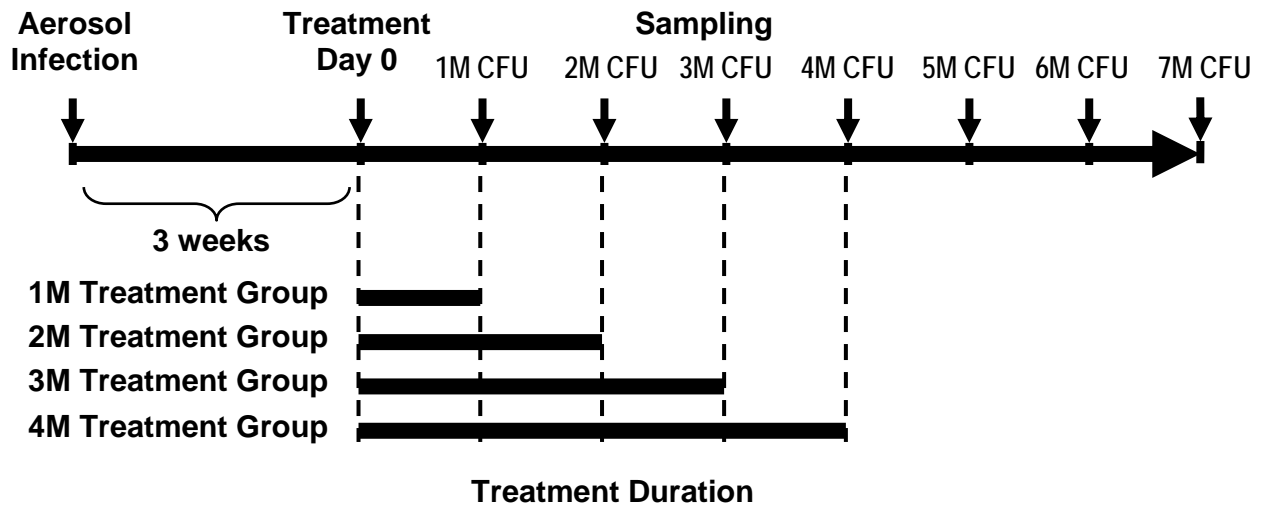 Aerosol
Infection
Treatment
Day 0
Sampling
1M CFU
2M CFU
3M CFU
4M CFU
5M CFU
6M CFU
7M CFU
3 weeks
1M Treatment Group
2M Treatment Group
3M Treatment Group
4M Treatment Group
Treatment Duration